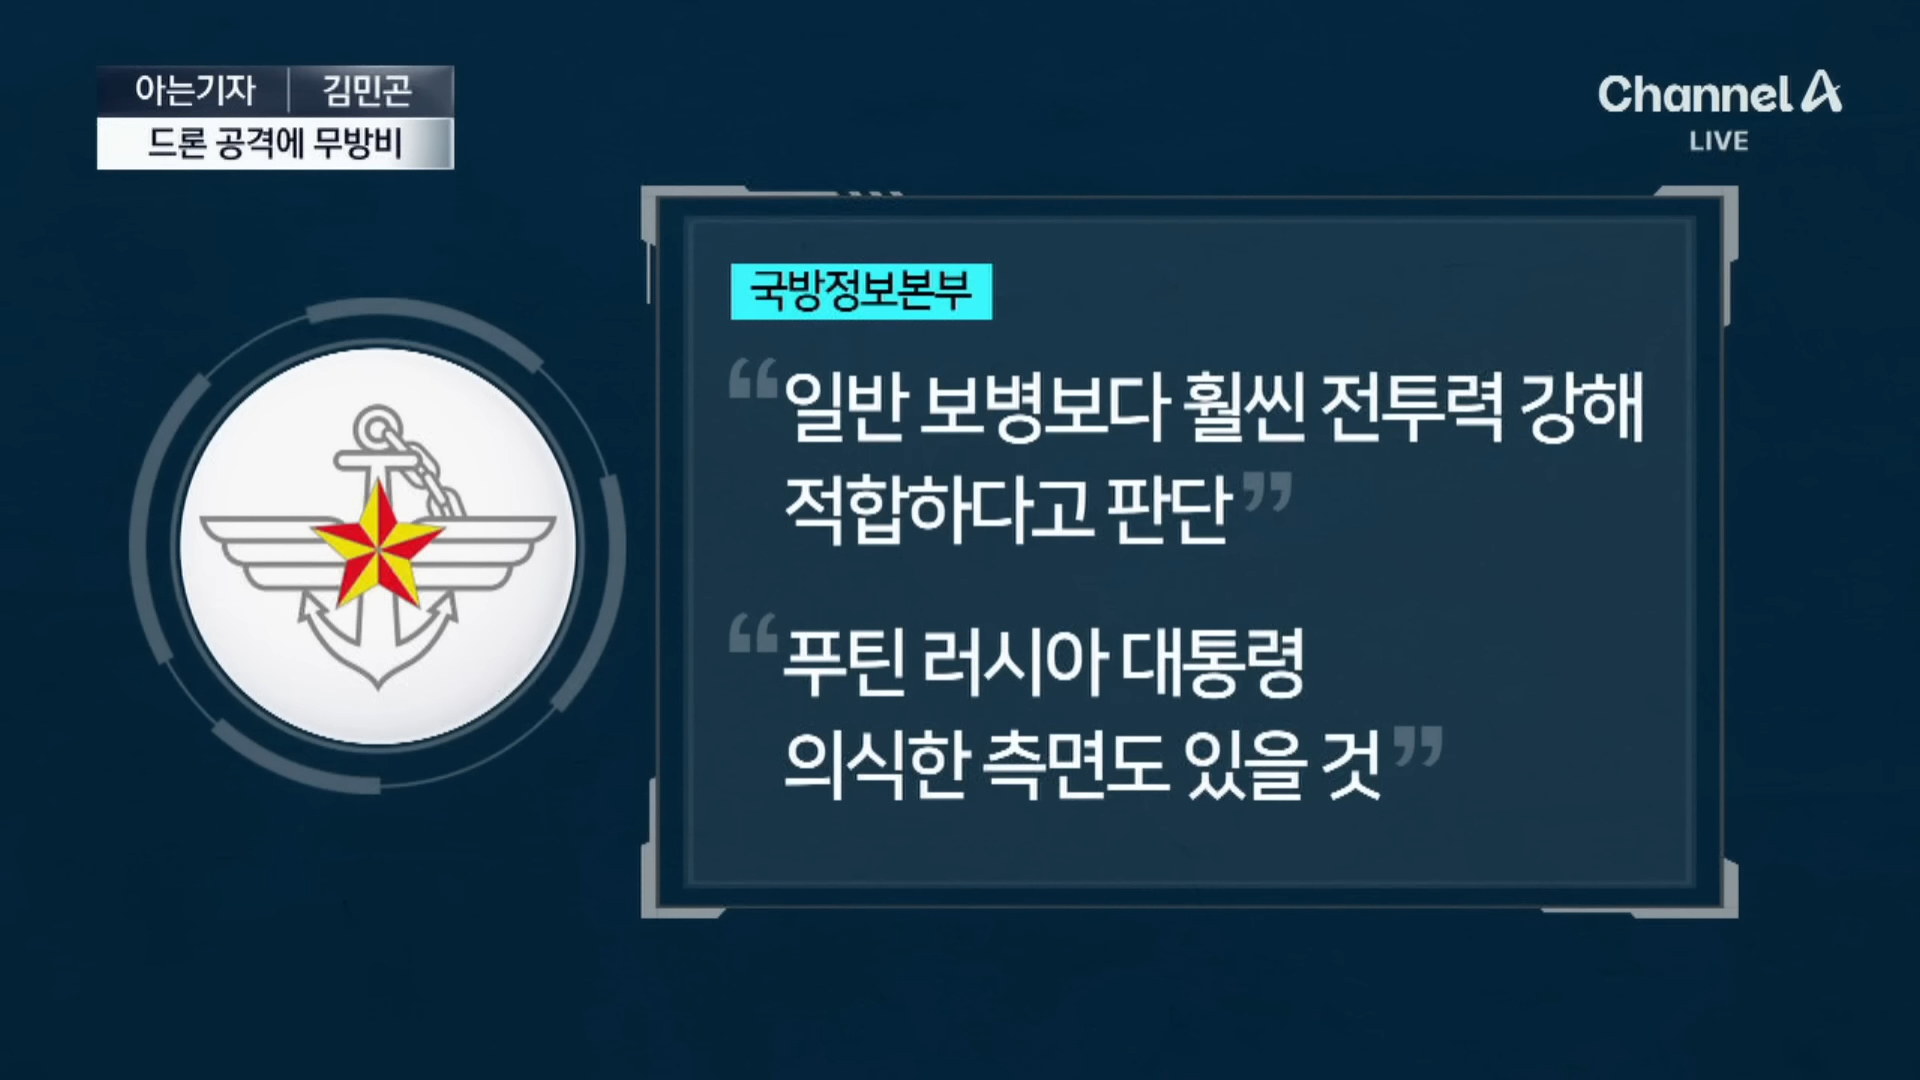 아는기자 김민곤
드론 공격에 무방비
Channel A
LIVE
국방정보본부
“일반 보병보다 훨씬 전투력 강해
적합하다고 판단”
“푸틴 러시아 대통령
의식한 측면도 있을 것”